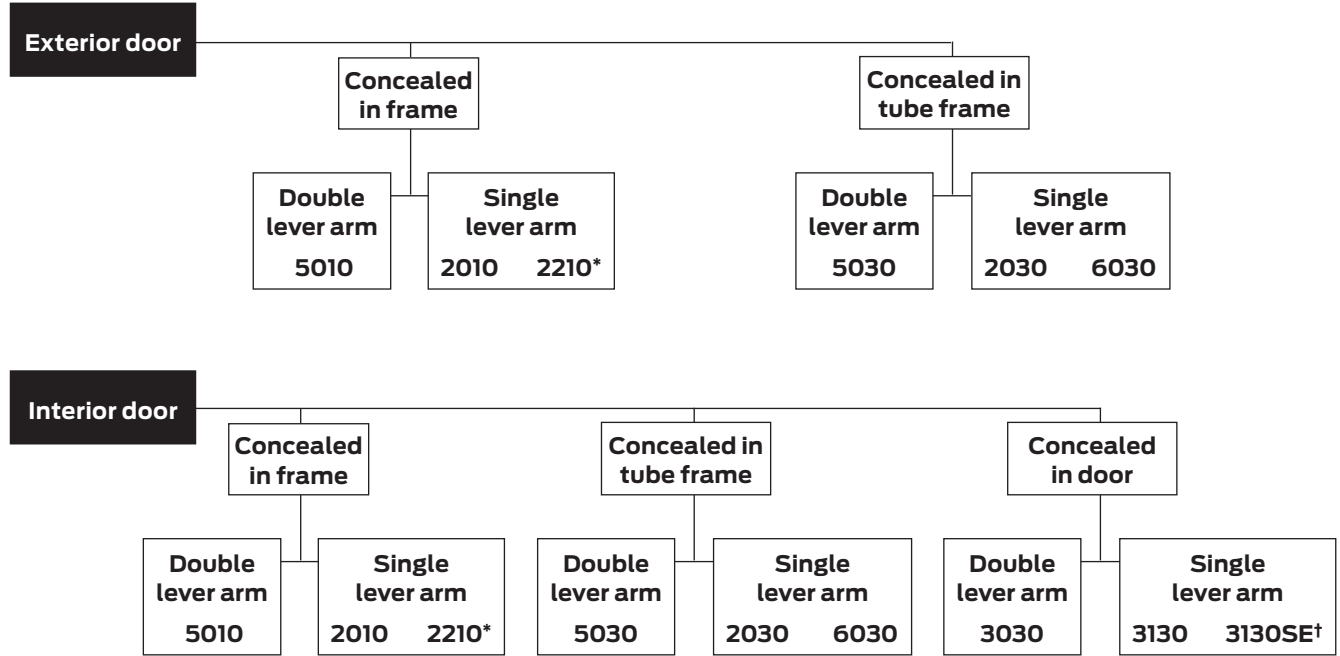 Exterior door
Concealed
in frame
Concealed in
tube frame
Double
lever arm
5010
Single
lever arm
2010 2210*
Double
lever arm
5030
Single
lever arm
2030 6030
Interior door
Concealed
in frame
Concealed in
tube frame
Concealed
in door
Double
lever arm
5010
Single
lever arm
2010 2210*
Double
lever arm
5030
Single
lever arm
2030 6030
Double
lever arm
3030
Single
lever arm
3130 3130SE†